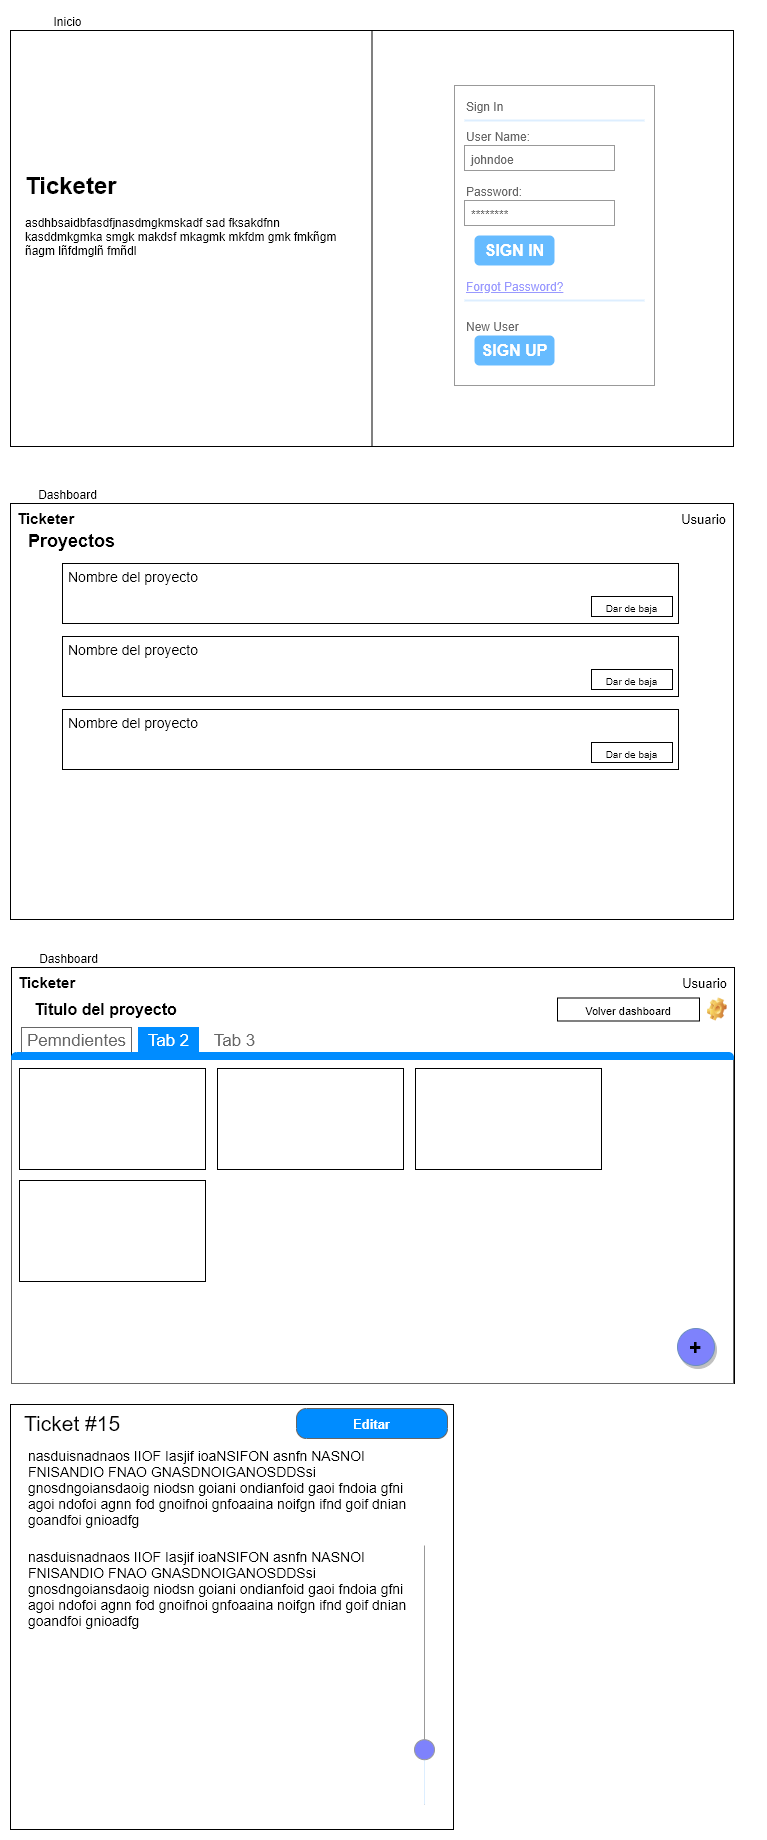 Inicio
Ticketer
asdhbsaidbfasdfjnasdmgkmskadf sad fksakdfnn
kasddmkgmka smgk makdsf mkagmk mkfdm gmk fmkñgm
ñagm lñfdmglñ fmñdl
Sign In
User Name:
johndoe
Password:
********
SIGN IN
Forgot Password?
New User
SIGN UP
Dashboard
Ticketer
Usuario
Proyectos
Nombre del proyecto
Dar de baja
Nombre del proyecto
Dar de baja
Nombre del proyecto
Dar de baja
Dashboard
Ticketer
Usuario
Titulo del proyecto
Volver dashboard
Pemndientes
Tab 2
Tab 3
+
Ticket #15
Editar
nasduisnadnaos IIOF Iasjif ioaNSIFON asnfn NASNOI
FNISANDIO FNAO GNASDNOIGANOSDDSsi
gnosdngoiansdaoig niodsn goiani ondianfoid gaoi fndoia gfni
agoi ndofoi agnn fod gnoifnoi gnfoaaina noifgn ifnd goif dnian
goandfoi gnioadfg
nasduisnadnaos IIOF Iasjif ioaNSIFON asnfn NASNOI
FNISANDIO FNAO GNASDNOIGANOSDDSsi
gnosdngoiansdaoig niodsn goiani ondianfoid gaoi fndoia gfni
agoi ndofoi agnn fod gnoifnoi gnfoaaina noifgn ifnd goif dnian
goandfoi gnioadfg